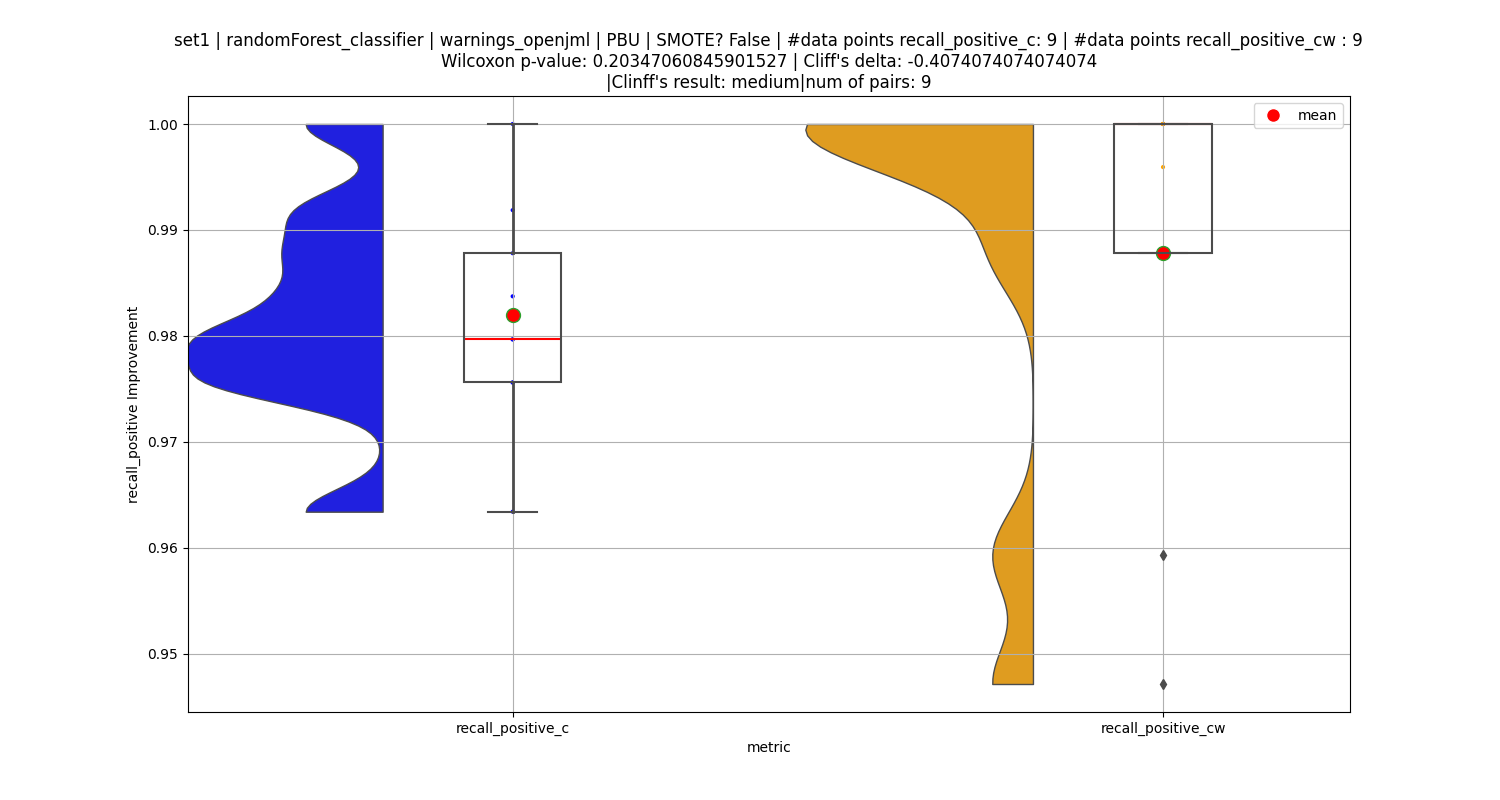 set1 | randomForest_classifier | warnings_openjml | PBU | SMOTE? False | #data points recall_positive_c: 9 | #data points recall_positive_cw : 9
Wilcoxon p-value: 0.20347060845901527 | Cliff's delta: -0.4074074074074074
|Clinff's result: medium|num of pairs: 9
mean
1.00
0.99
0.98
0.97
0.96
0.95
recall_positive Improvement
recall_positive_c
recall_positive_cw
metric